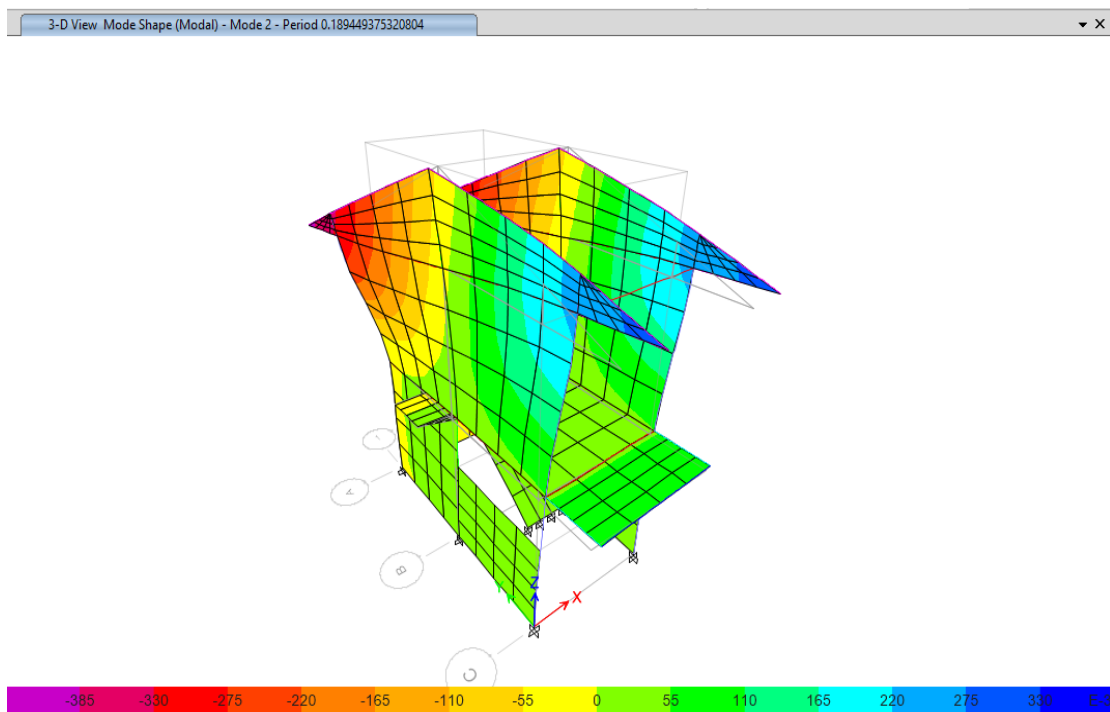 3-D View Mode Shape (Modal) - Mode 2 - Period 0.189449375320804
A
B
Z
X
C
-385 -330 -275 -220 -165 -110 -55 0 55 110 165 220 275 330